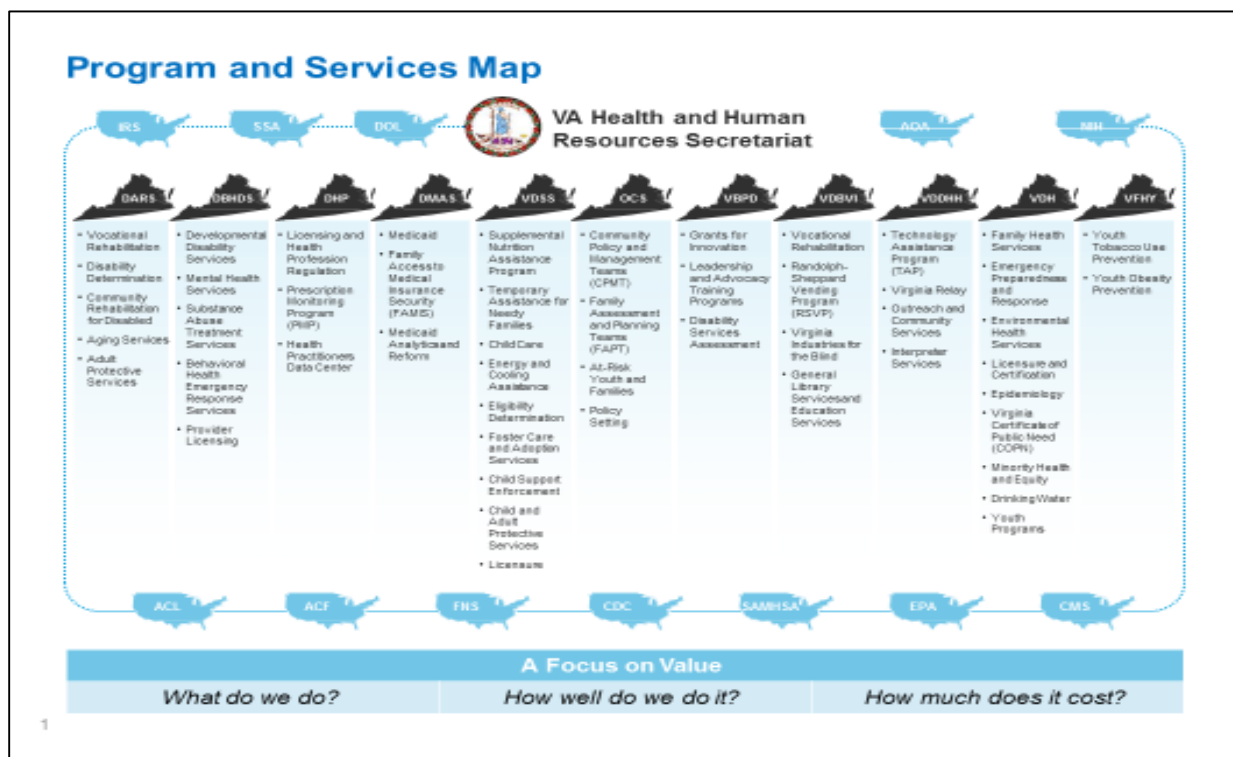 Program and Services Map
IRS
SSA
DOL
VA Health and Human
Resources Secretariat
AOA
NIH
DARS
DBHDS
DHP
DMAS
VDSS
OCS
VBPD
VDBVI
VDDHH
VDH
VFHY
• Vocational
Rehabilitation
• Disability
Determination
• Community
Rehabilitation
for Disabled
• Aging Services
• Adult
Protective
Services
• Developmental
Disability
Services
• Mental Health
Services
• Substance
Abuse
Treatment
Services
• Behavioral
Health
Emergency
Response
Services
• Provider
Licensing
• Licensing and
Health
Profession
Regulation
• Prescription
Monitoring
Program
(PMP)
• Health
Practitioners
Data Center
• Medicaid
• Family
Access to
Medical
Insurance
Security
(FAMIS)
• Medicaid
Analytics and
Reform
• Supplemental
Nutrition
Assistance
Program
• Temporary
Assistance for
Needy
Families
• Child Care
• Energy and
Cooling
Assistance
• Eligibility
Determination
• Foster Care
and Adoption
Services
• Child Support
Enforcement
• Child and
Adult
Protective
Services
• Licensure
• Community
Policy and
Management
Teams
(CPMT)
• Family
Assessment
and Planning
Teams
(FAPT)
• At-Risk
Youth and
Families
• Policy
Setting
• Grants for
Innovation
• Leadership
and Advocacy
Training
Programs
• Disability
Services
Assessment
• Vocational
Rehabilitation
• Randolph-
Sheppard
Vending
Program
(RSVP)
• Virginia
Industries for
the Blind
• General
Library
Services and
Education
Services
• Technology
Assistance
Program
(TAP)
• Virginia Relay
• Outreach and
Community
Services
• Interpreter
Services
• Family Health
Services
• Emergency
Preparedness
and
Response
• Environmental
Health
Services
• Licensure and
Certification
• Epidemiology
• Virginia
Certificate of
Public Need
(COPN)
• Minority Health
and Equity
• Drinking Water
• Youth
Programs
• Youth
Tobacco Use
Prevention
• Youth Obesity
Prevention
ACL
ACF
FNS
CDC
SAMHSA
EPA
CMS
A Focus on Value
What do we do?
How well do we do it?
How much does it cost?
1